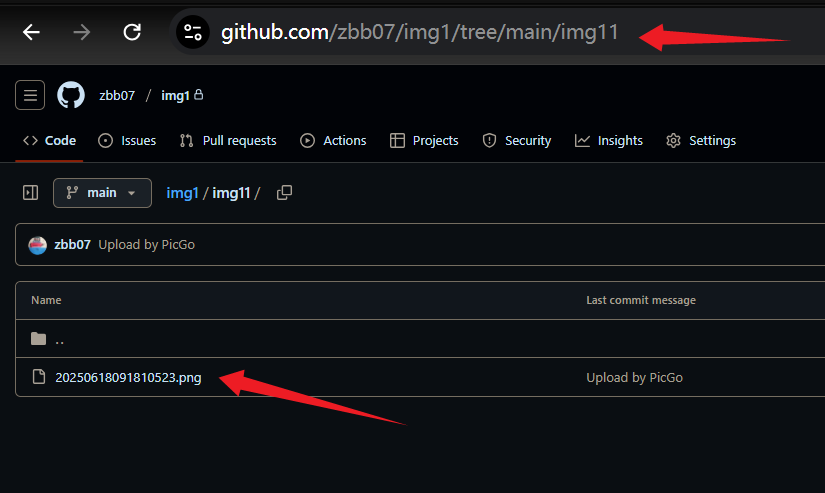 github.com/zbb07/img1/tree/main/img11
zbb07 / img1
Code Issues Pull requests Actions Projects Security Insights Settings
main img1 / img11 /
zbb07 Upload by PicGo
Name Last commit message
..
20250618091810523.png Upload by PicGo